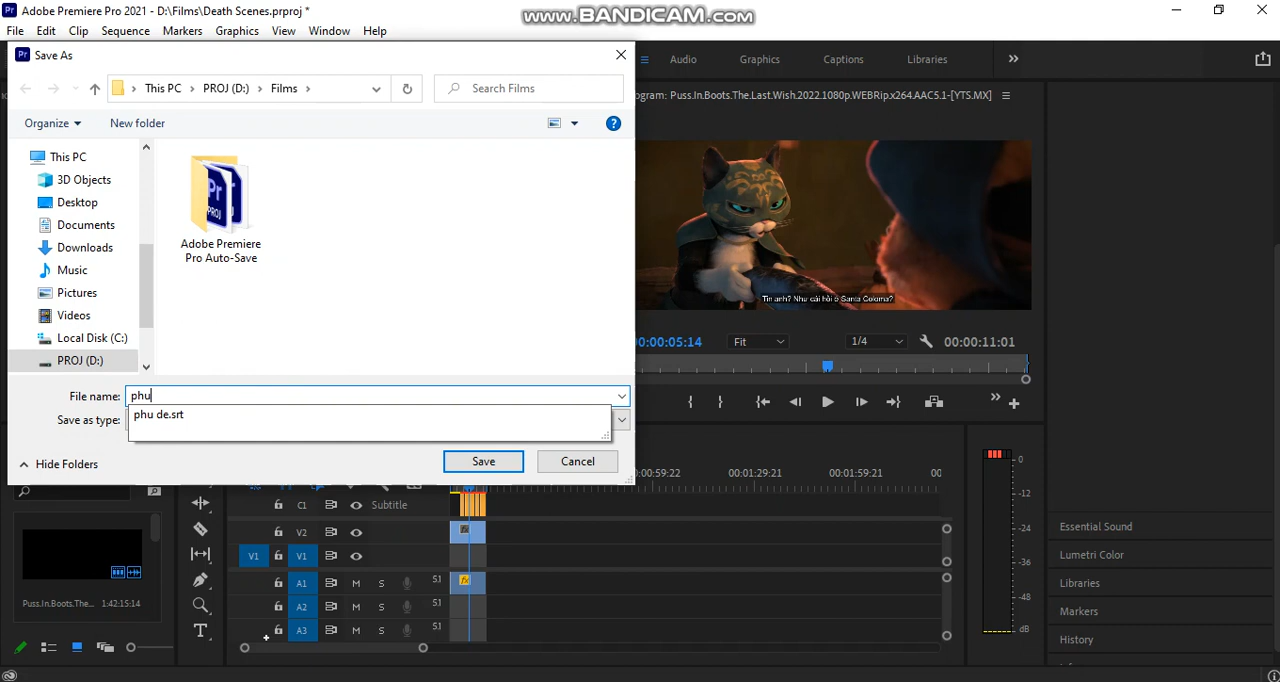 Adobe Premiere Pro 2021 - D:\Films\Death Scenes.prproj *
www.BANDICAM.com
File Edit Clip Sequence Markers Graphics View Window Help
Save As
Audio Graphics Captions Libraries
This PC > PROJ (D:) > Films >
Search Films
ogram: Puss.In.Boots.The.Last.Wish.2022.1080p.WEBRip.x264.AAC5.1-[YTS.MX]
Organize
New folder
This PC
3D Objects
Desktop
Documents
Downloads
Music
Pictures
Videos
Local Disk (C:)
PROJ (D:)
Adobe Premiere
Pro Auto-Save
Tin anh? Như cái hồi ở Santa Coloma?
00:00:05:14
Fit
1/4
00:00:11:01
File name: phu
phu de.srt
Save as type:
Hide Folders
Save
Cancel
:00:59:22 00:01:29:21 00:01:59:21 00
C1 Subtitle
V2
V1 V1
A1 M S 5.1
A2 M S 5.1
A3 M S 5.1
Puss.In.Boots.The... 1:42:15:14
0
-12
-24
-36
-48
dB
Essential Sound
Lumetri Color
Libraries
Markers
History